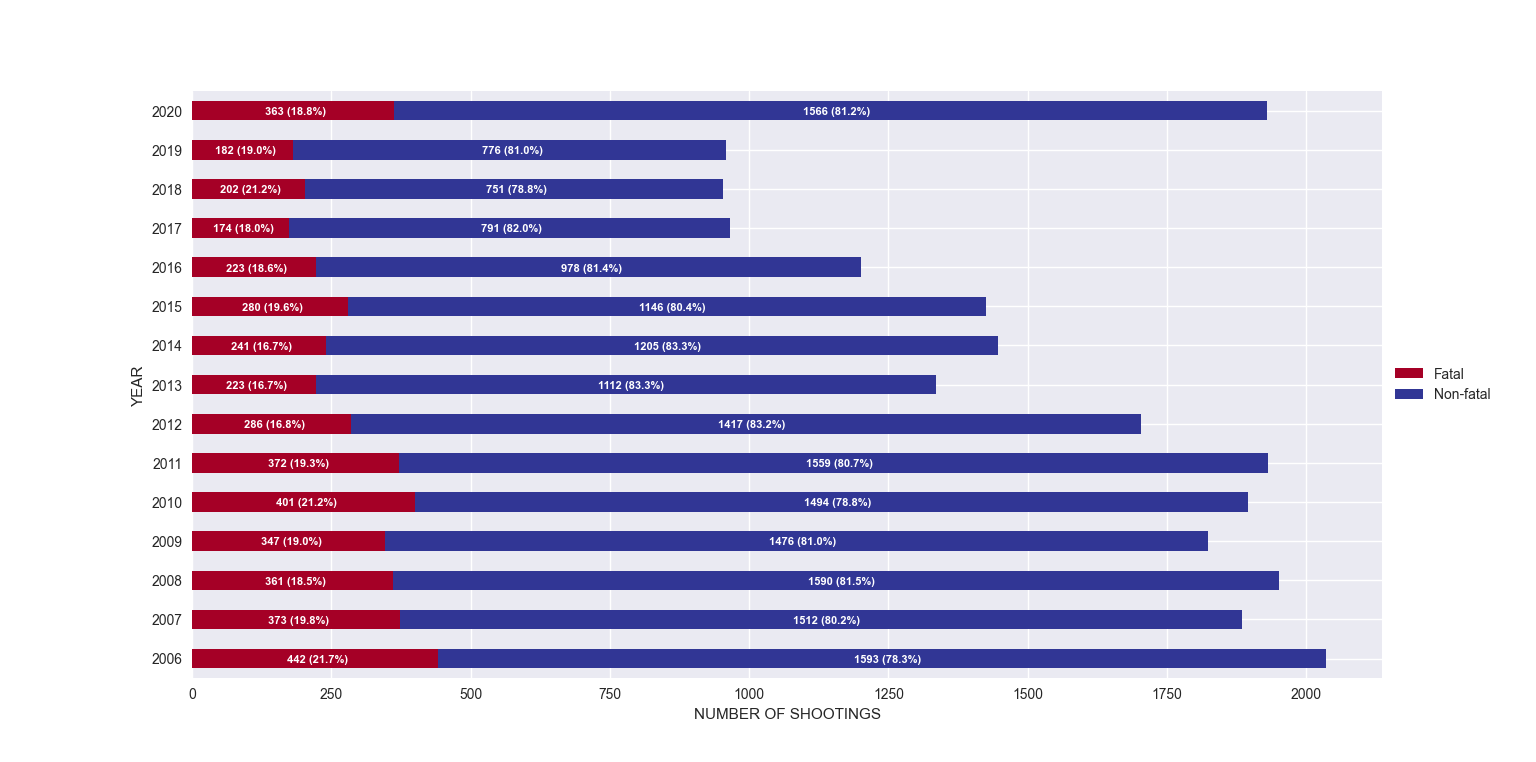 2020 363 (18.8%) 1566 (81.2%)
2019 182 (19.0%) 776 (81.0%)
2018 202 (21.2%) 751 (78.8%)
2017 174 (18.0%) 791 (82.0%)
2016 223 (18.6%) 978 (81.4%)
2015 280 (19.6%) 1146 (80.4%)
2014 241 (16.7%) 1205 (83.3%)
2013 223 (16.7%) 1112 (83.3%)
2012 286 (16.8%) 1417 (83.2%)
2011 372 (19.3%) 1559 (80.7%)
2010 401 (21.2%) 1494 (78.8%)
2009 347 (19.0%) 1476 (81.0%)
2008 361 (18.5%) 1590 (81.5%)
2007 373 (19.8%) 1512 (80.2%)
2006 442 (21.7%) 1593 (78.3%)
0 250 500 750 1000 1250 1500 1750 2000
NUMBER OF SHOOTINGS
YEAR
Fatal
Non-fatal